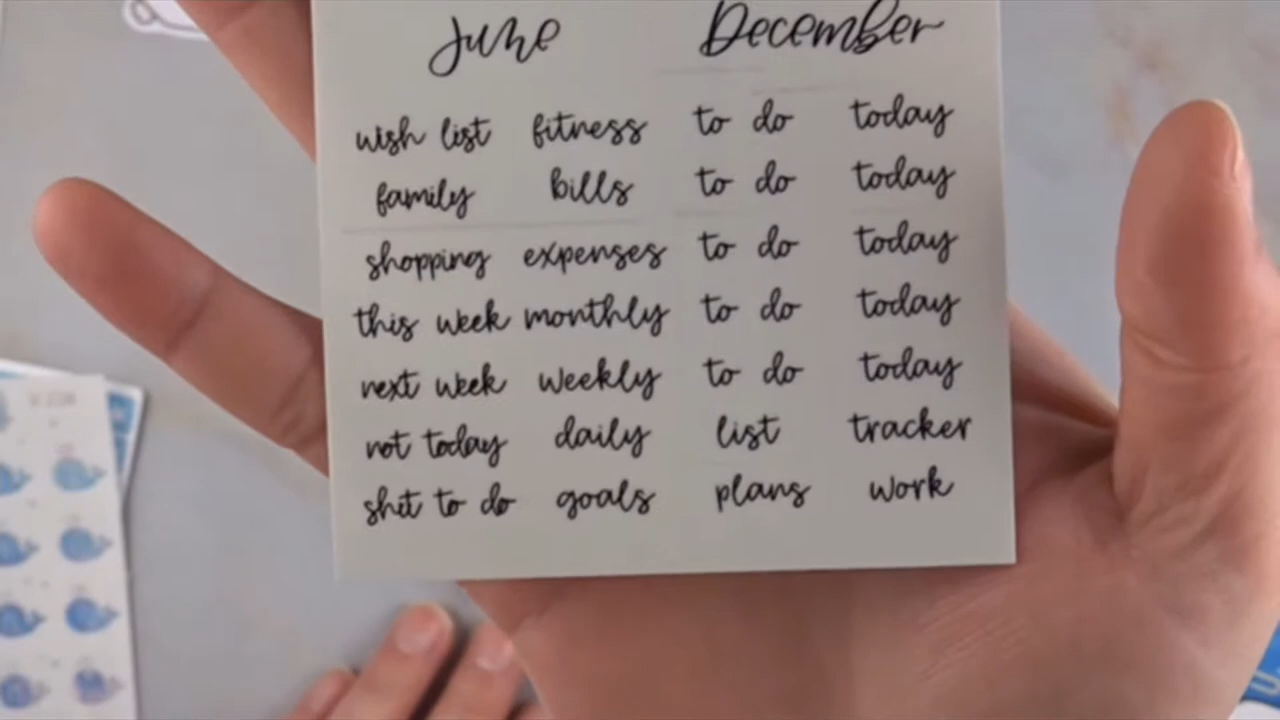 June December
wish list fitness to do today
family bills to do today
shopping expenses to do today
this week monthly to do today
next week weekly to do today
not today daily list tracker
shit to do goals plans work